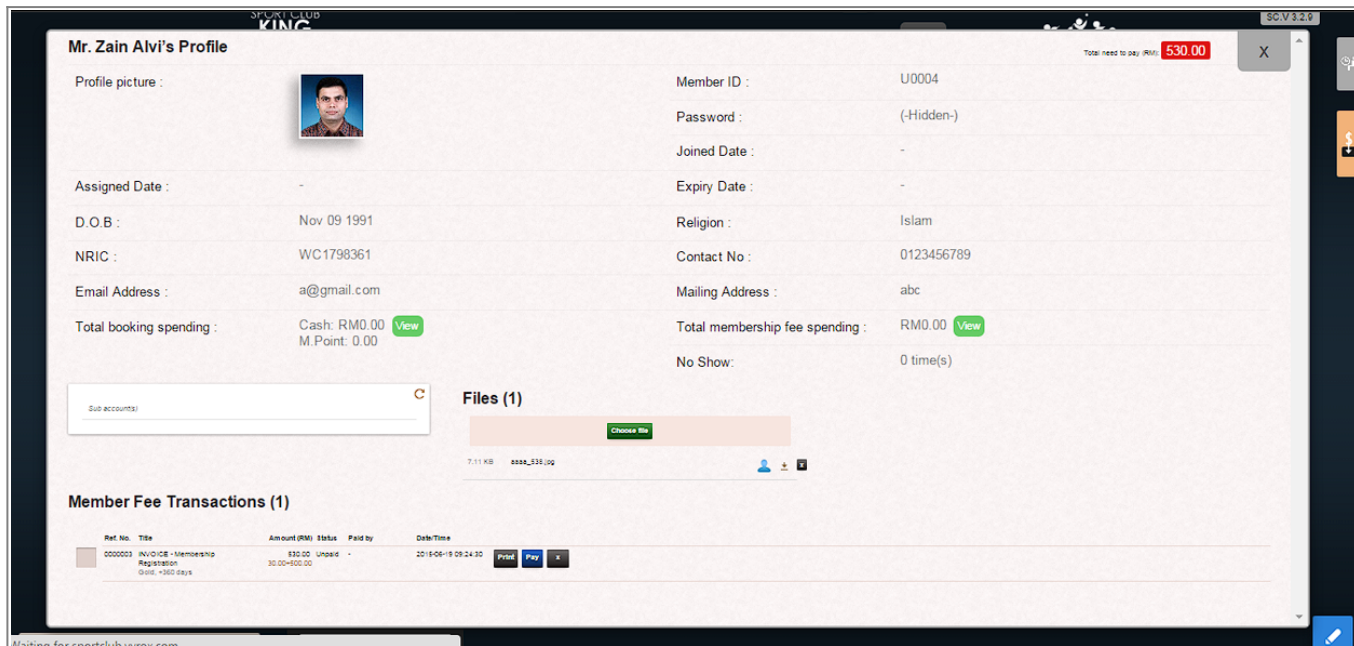 SPORT CLUB
KING
SC.V 3.2.9
Mr. Zain Alvi's Profile
Total need to pay (RM): 530.00
X
Profile picture :
Member ID : U0004
Password : (-Hidden-)
Joined Date : -
Assigned Date : -
Expiry Date : -
D.O.B : Nov 09 1991
Religion : Islam
NRIC : WC1798361
Contact No : 0123456789
Email Address : a@gmail.com
Mailing Address : abc
Total booking spending : Cash: RM0.00 View
M.Point: 0.00
Total membership fee spending : RM0.00 View
No Show: 0 time(s)
Sub account(s)
Files (1)
Choose file
7.11 KB aaaa_535.jpg
x
Member Fee Transactions (1)
Ref. No. Title Amount (RM) Status Paid by Date/Time
0000003 INVOICE - Membership 530.00 Unpaid - 2015-06-19 09:24:30 Print Pay x
Registration 30.00+500.00
Gold, +360 days
Waiting for sportclub.vyrox.com